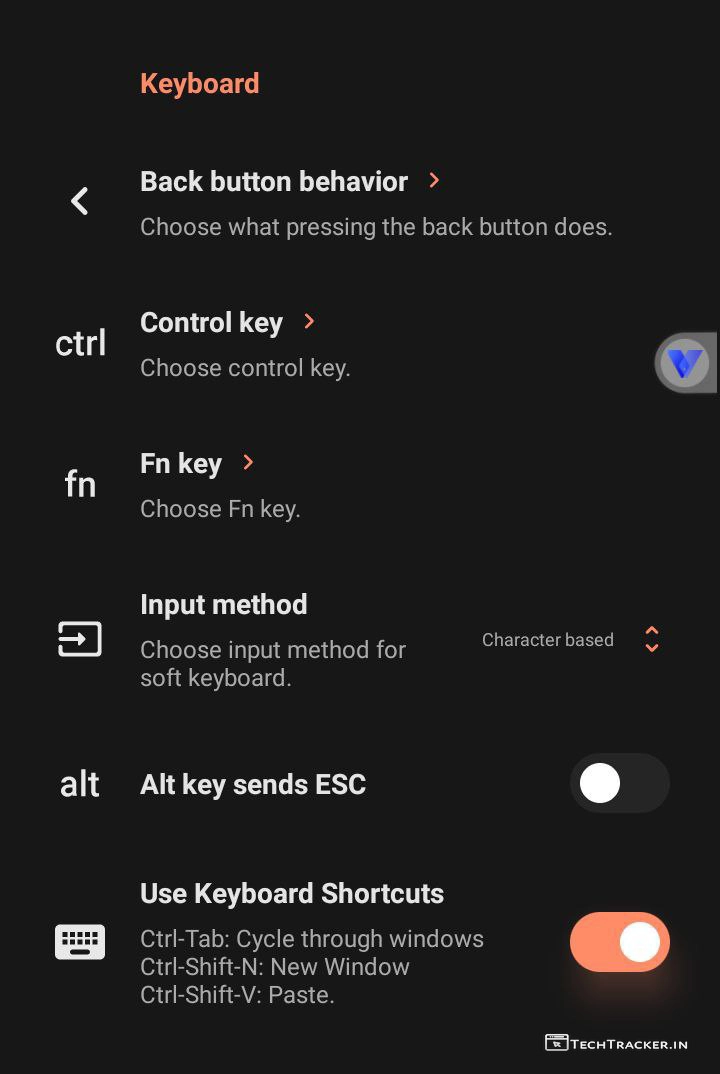 Keyboard
Back button behavior
Choose what pressing the back button does.
ctrl
Control key
Choose control key.
fn
Fn key
Choose Fn key.
Input method
Choose input method for
soft keyboard.
Character based
alt
Alt key sends ESC
Use Keyboard Shortcuts
Ctrl-Tab: Cycle through windows
Ctrl-Shift-N: New Window
Ctrl-Shift-V: Paste.
TECHTRACKER.IN